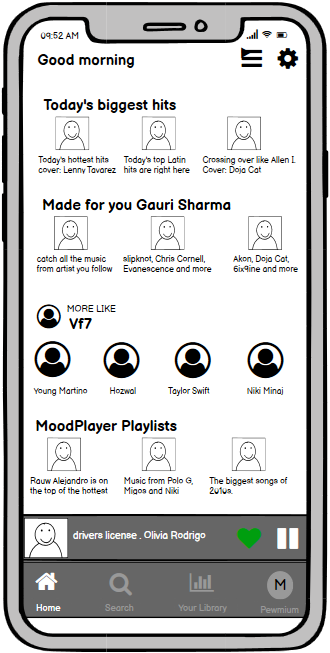 09:52 AM
Good morning
Today's biggest hits
Today's hottest hits
cover: Lenny Tavarez
Today's top Latin
hits are right here
Crossing over like Allen I.
Cover: Doja Cat
Made for you Gauri Sharma
catch all the music
from artist you follow
slipknot, Chris Cornell,
Evanescence and more
Akon, Doja Cat,
6ix9ine and more
MORE LIKE
Vf7
Young Martino
Hozwal
Taylor Swift
Niki Minaj
MoodPlayer Playlists
Rauw Alejandro is on
the top of the hottest
Music from Polo G,
Migos and Niki
The biggest songs of
2010s.
drivers license . Olivia Rodrigo
Home
Search
Your Library
M
Pewmium